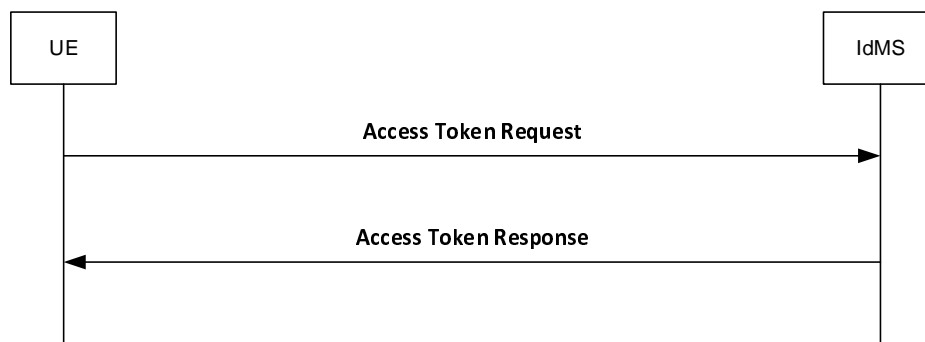 UE
IdMS
Access Token Request
Access Token Response